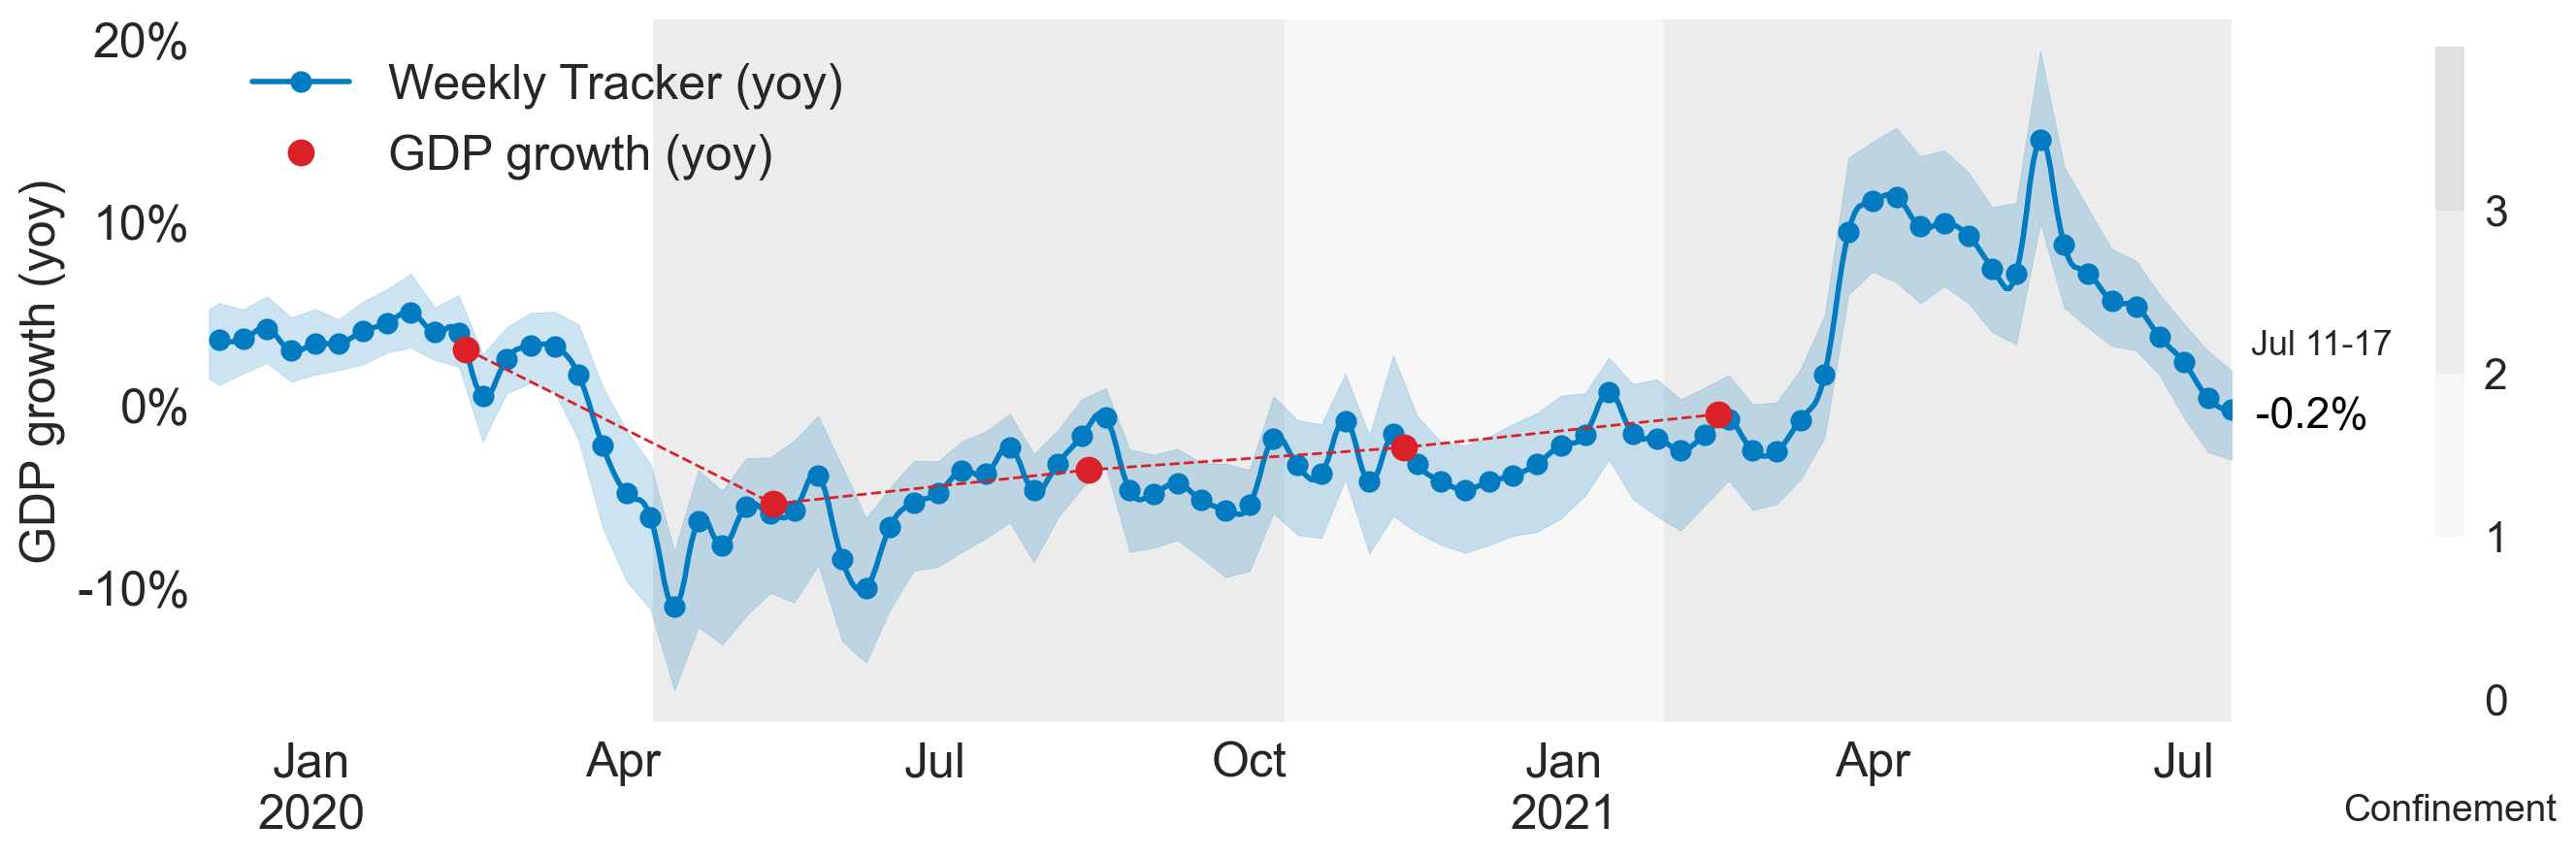 20%
10%
0%
-10%
GDP growth (yoy)
Weekly Tracker (yoy)
GDP growth (yoy)
Jul 11-17
-0.2%
3
2
1
0
Confinement
Jan Apr Jul Oct Jan Apr Jul
2020 2021